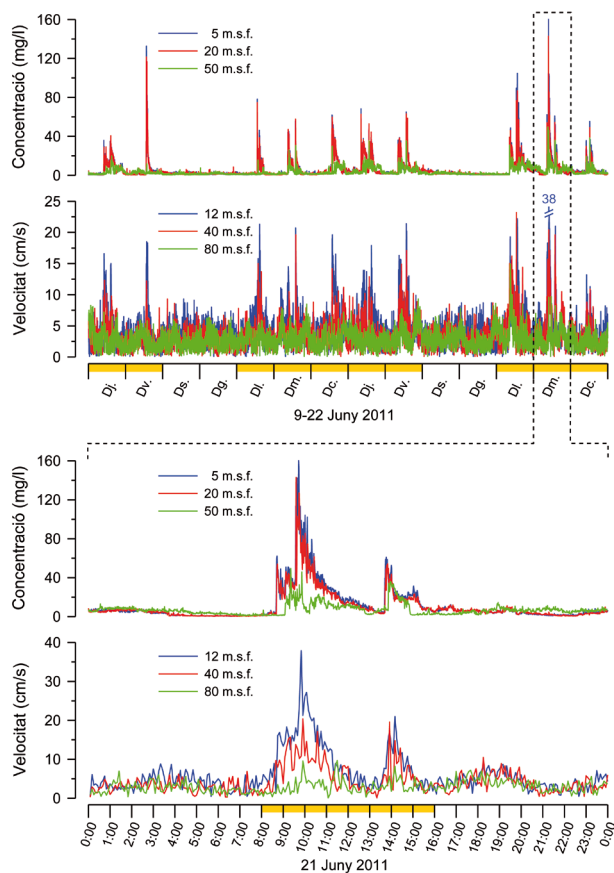 Concentració (mg/l)
160
120
80
40
0
5 m.s.f.
20 m.s.f.
50 m.s.f.
Velocitat (cm/s)
25
20
15
10
5
0
12 m.s.f.
40 m.s.f.
80 m.s.f.
38
Dj. Dv. Ds. Dg. Dl. Dm. Dc. Dj. Dv. Ds. Dg. Dl. Dm. Dc.
9-22 Juny 2011
Concentració (mg/l)
160
120
80
40
0
5 m.s.f.
20 m.s.f.
50 m.s.f.
Velocitat (cm/s)
40
30
20
10
0
12 m.s.f.
40 m.s.f.
80 m.s.f.
0:00 1:00 2:00 3:00 4:00 5:00 6:00 7:00 8:00 9:00 10:00 11:00 12:00 13:00 14:00 15:00 16:00 17:00 18:00 19:00 20:00 21:00 22:00 23:00 0:00
21 Juny 2011